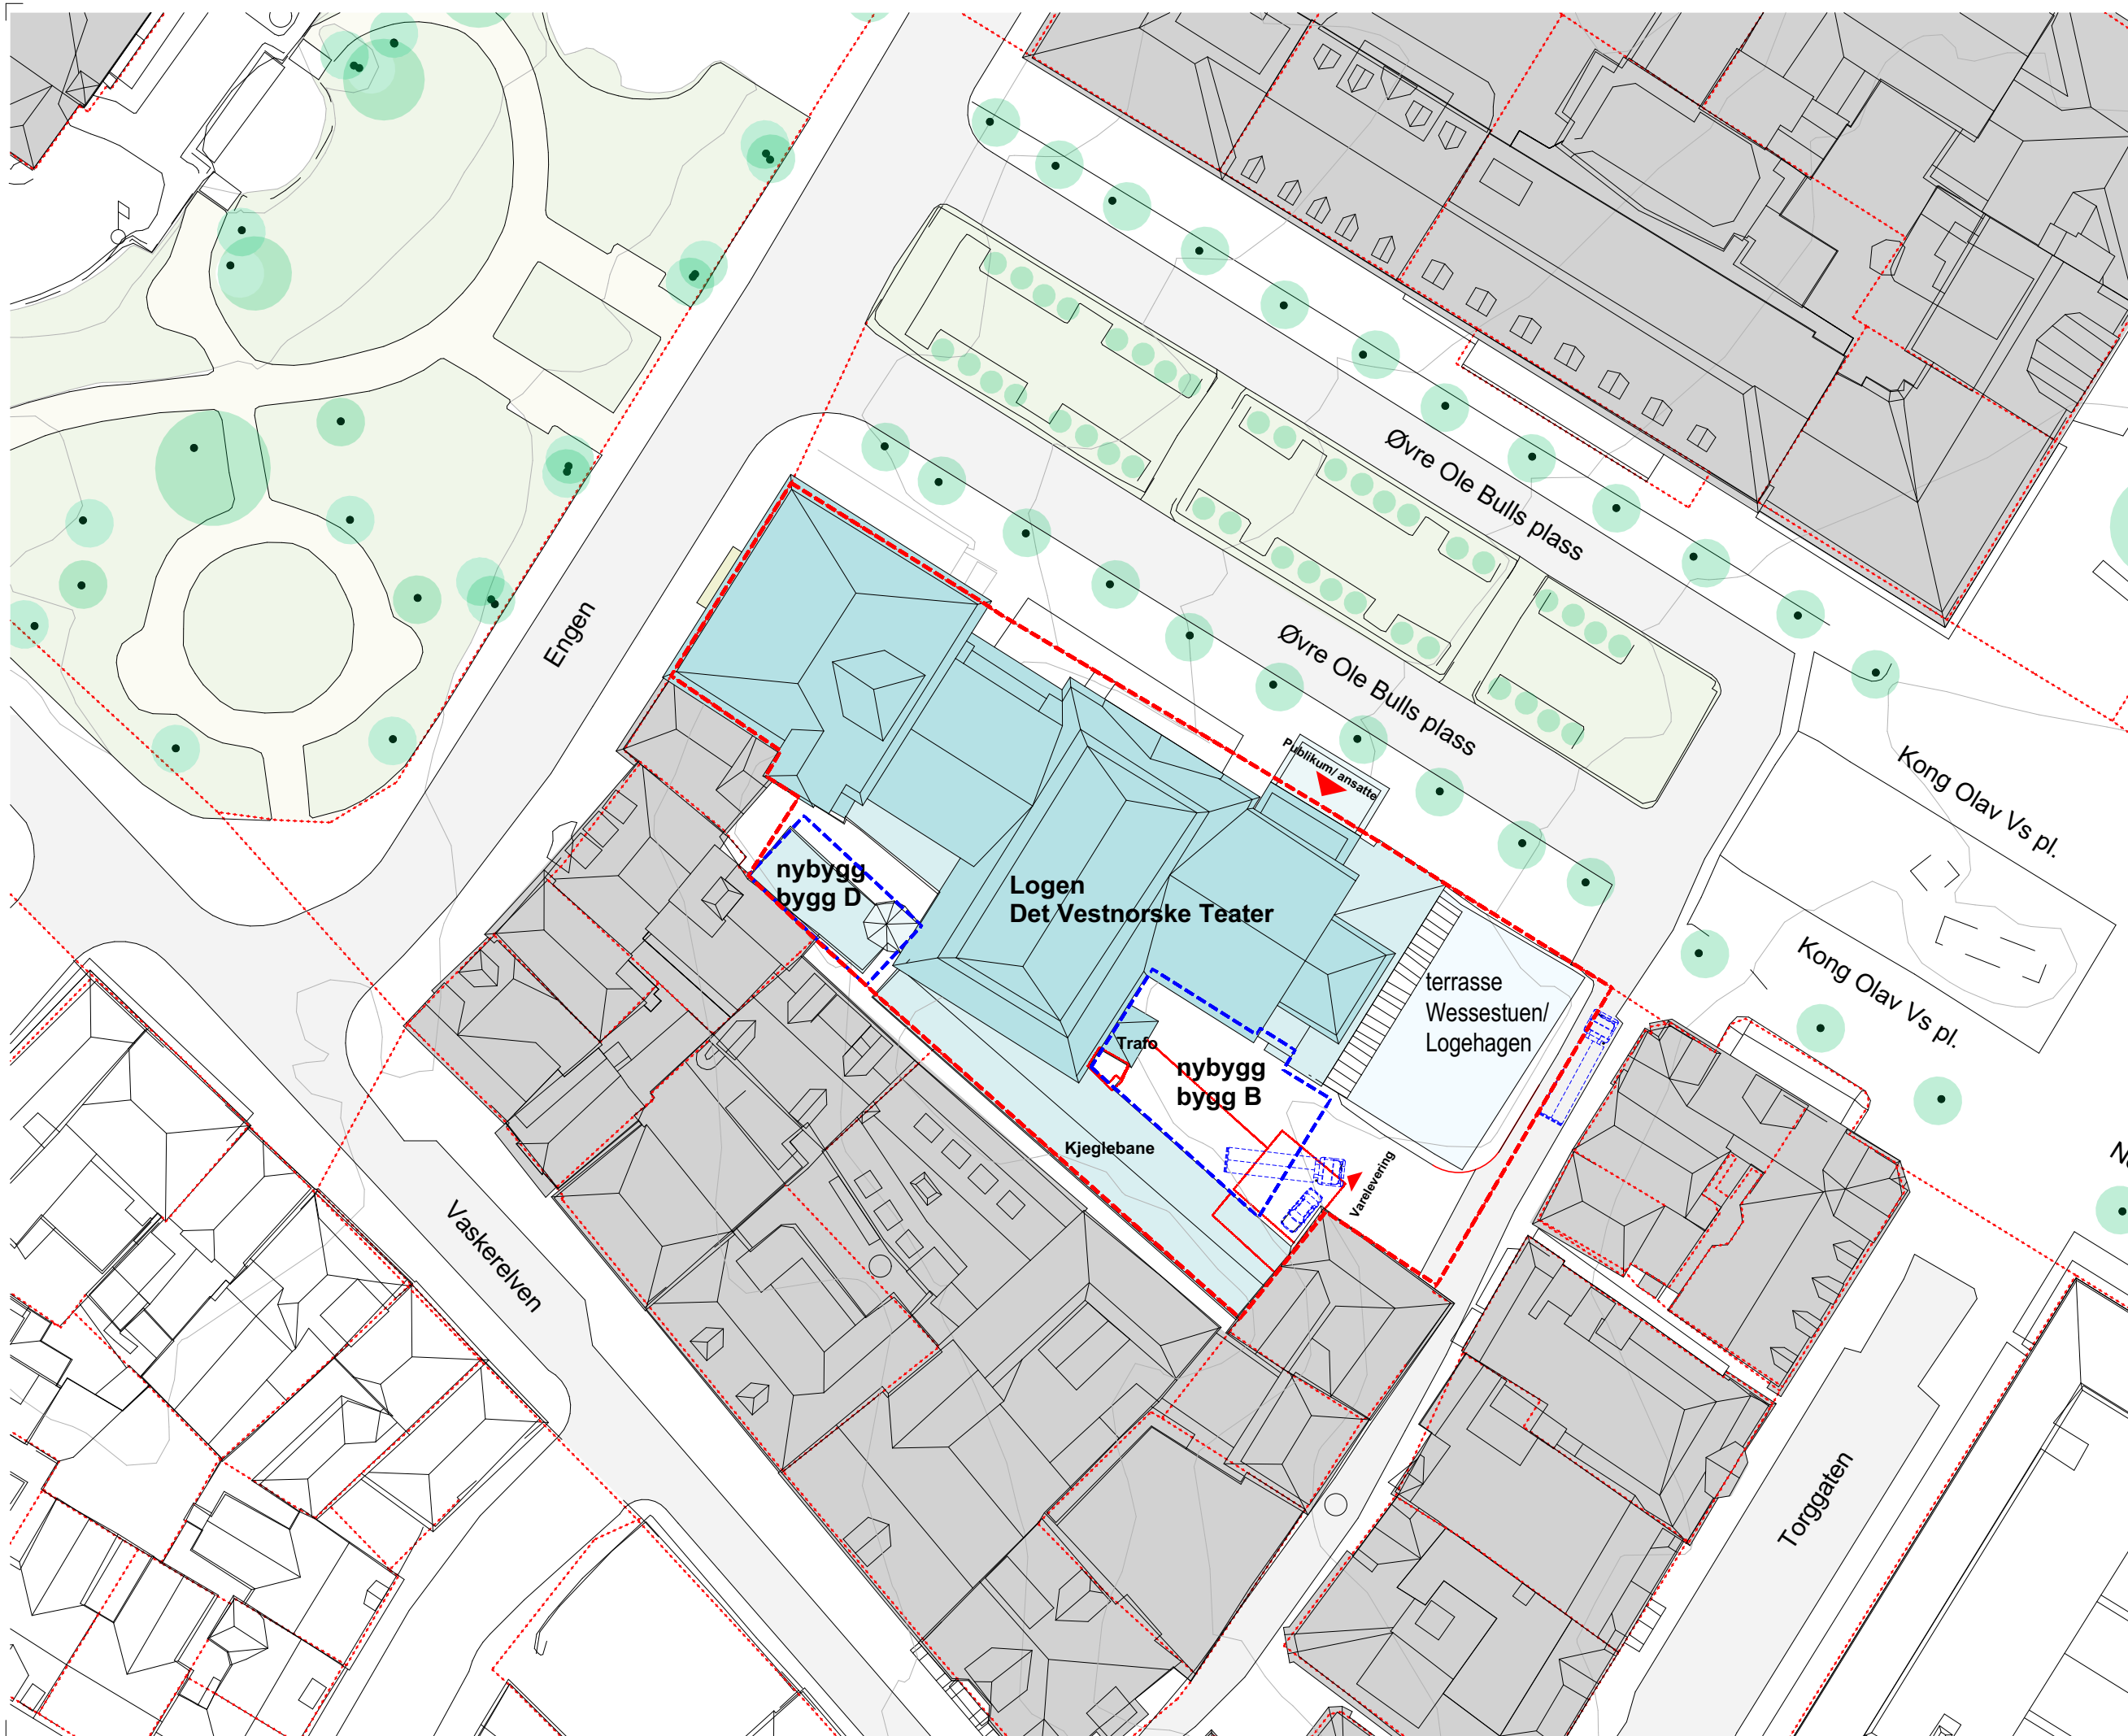 Øvre Ole Bulls plass
Engen
Øvre Ole Bulls plass
Publikum/ ansatte
Kong Olav Vs pl.
Kong Olav Vs pl.
nybygg
bygg D
Logen
Det Vestnorske Teater
terrasse
Wessestuen/
Logehagen
Trafo
nybygg
bygg B
Kjeglebane
Varelevering
Vaskerelven
Torggaten